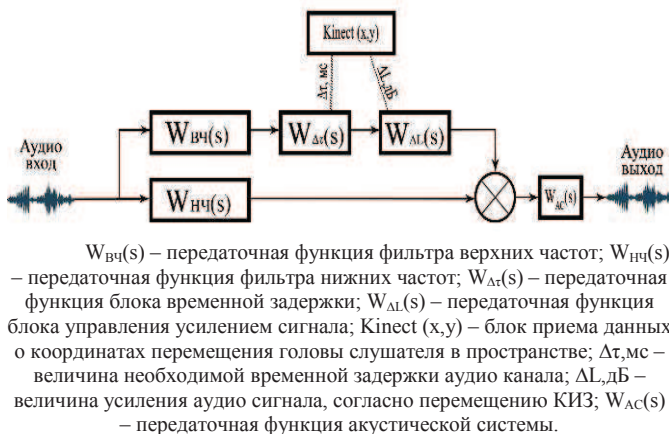 Kinect (x,y)
Δτ, мс
ΔL,дБ
Аудио
вход
WВЧ(s)
WΔτ(s)
WΔL(s)
Аудио
выход
WНЧ(s)
WАС(s)
WВЧ(s) – передаточная функция фильтра верхних частот; WНЧ(s)
– передаточная функция фильтра нижних частот; WΔτ(s) – передаточная
функция блока временной задержки; WΔL(s) – передаточная функция
блока управления усилением сигнала; Kinect (x,y) – блок приема данных
о координатах перемещения головы слушателя в пространстве; Δτ,мс –
величина необходимой временной задержки аудио канала; ΔL,дБ –
величина усиления аудио сигнала, согласно перемещению КИЗ; WАС(s)
– передаточная функция акустической системы.